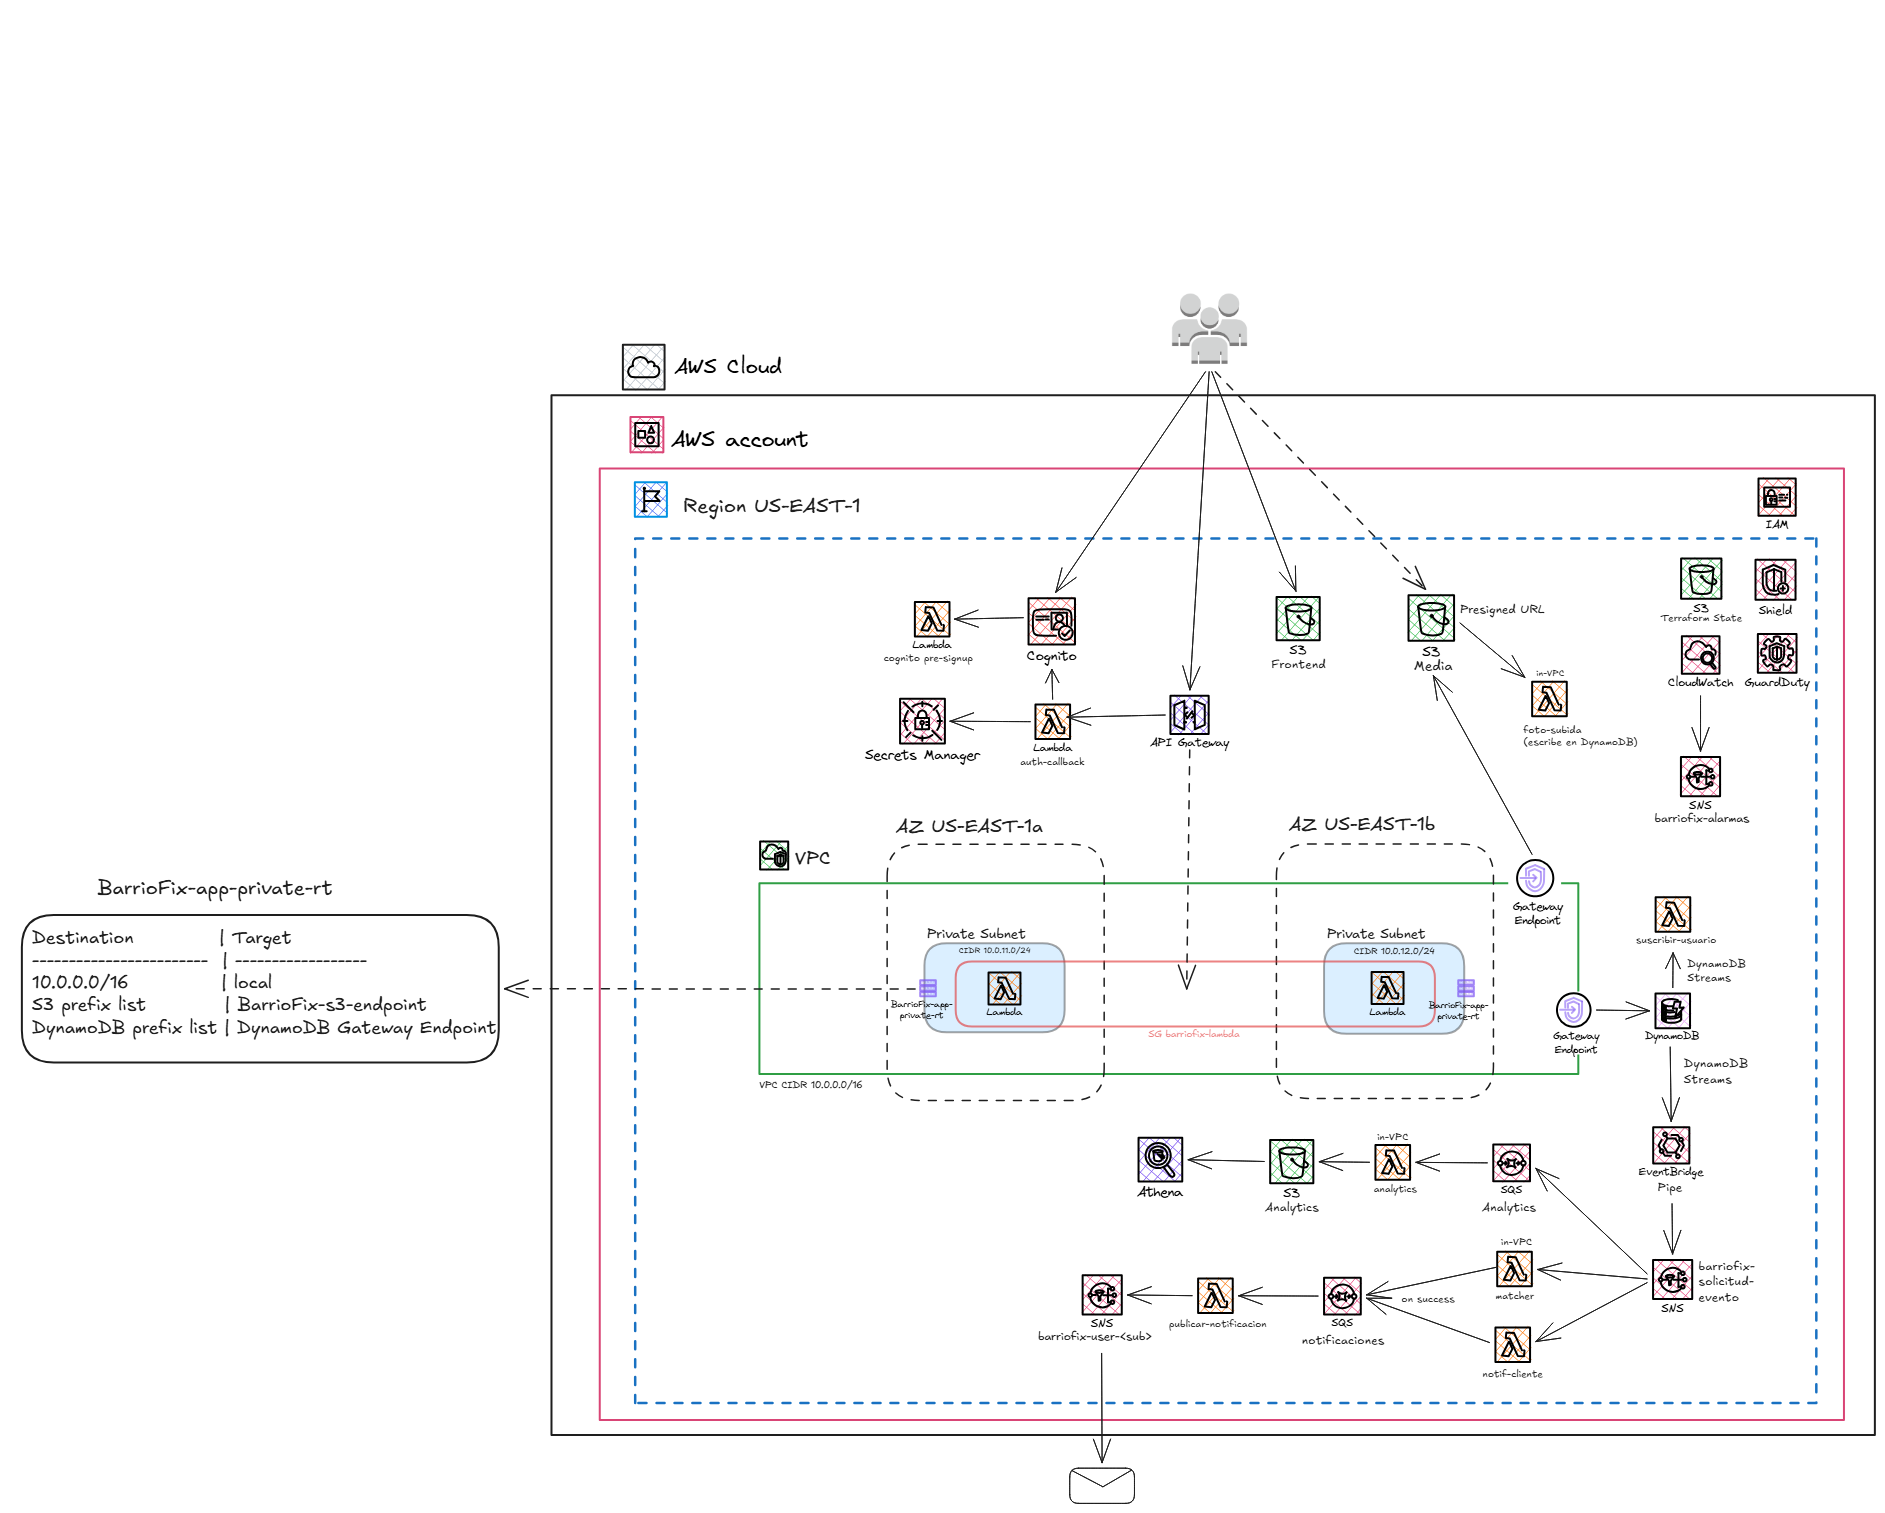 AWS Cloud
AWS account
Region US-EAST-1
IAM
S3
Terraform State
Shield
CloudWatch
GuardDuty
SNS
barriofix-alarmas
Lambda
cognito pre-signup
Cognito
S3
Frontend
Presigned URL
S3
Media
in-VPC
foto-subida
(escribe en DynamoDB)
Secrets Manager
Lambda
auth-callback
API Gateway
AZ US-EAST-1a
AZ US-EAST-1b
VPC
Gateway
Endpoint
Private Subnet
CIDR 10.0.11.0/24
Private Subnet
CIDR 10.0.12.0/24
BarrioFix-app-
private-rt
Lambda
Lambda
BarrioFix-app-
private-rt
SG barriofix-lambda
VPC CIDR 10.0.0.0/16
Gateway
Endpoint
suscribir-usuario
DynamoDB
Streams
DynamoDB
DynamoDB
Streams
BarrioFix-app-private-rt
Destination | Target
------------------------ | ------------------
10.0.0.0/16 | local
S3 prefix list | BarrioFix-s3-endpoint
DynamoDB prefix list | DynamoDB Gateway Endpoint
EventBridge
Pipe
Athena
S3
Analytics
in-VPC
analytics
SQS
Analytics
in-VPC
matcher
on success
barriofix-
solicitud-
evento
SNS
SNS
barriofix-user-<sub>
publicar-notificacion
SQS
notificaciones
notif-cliente